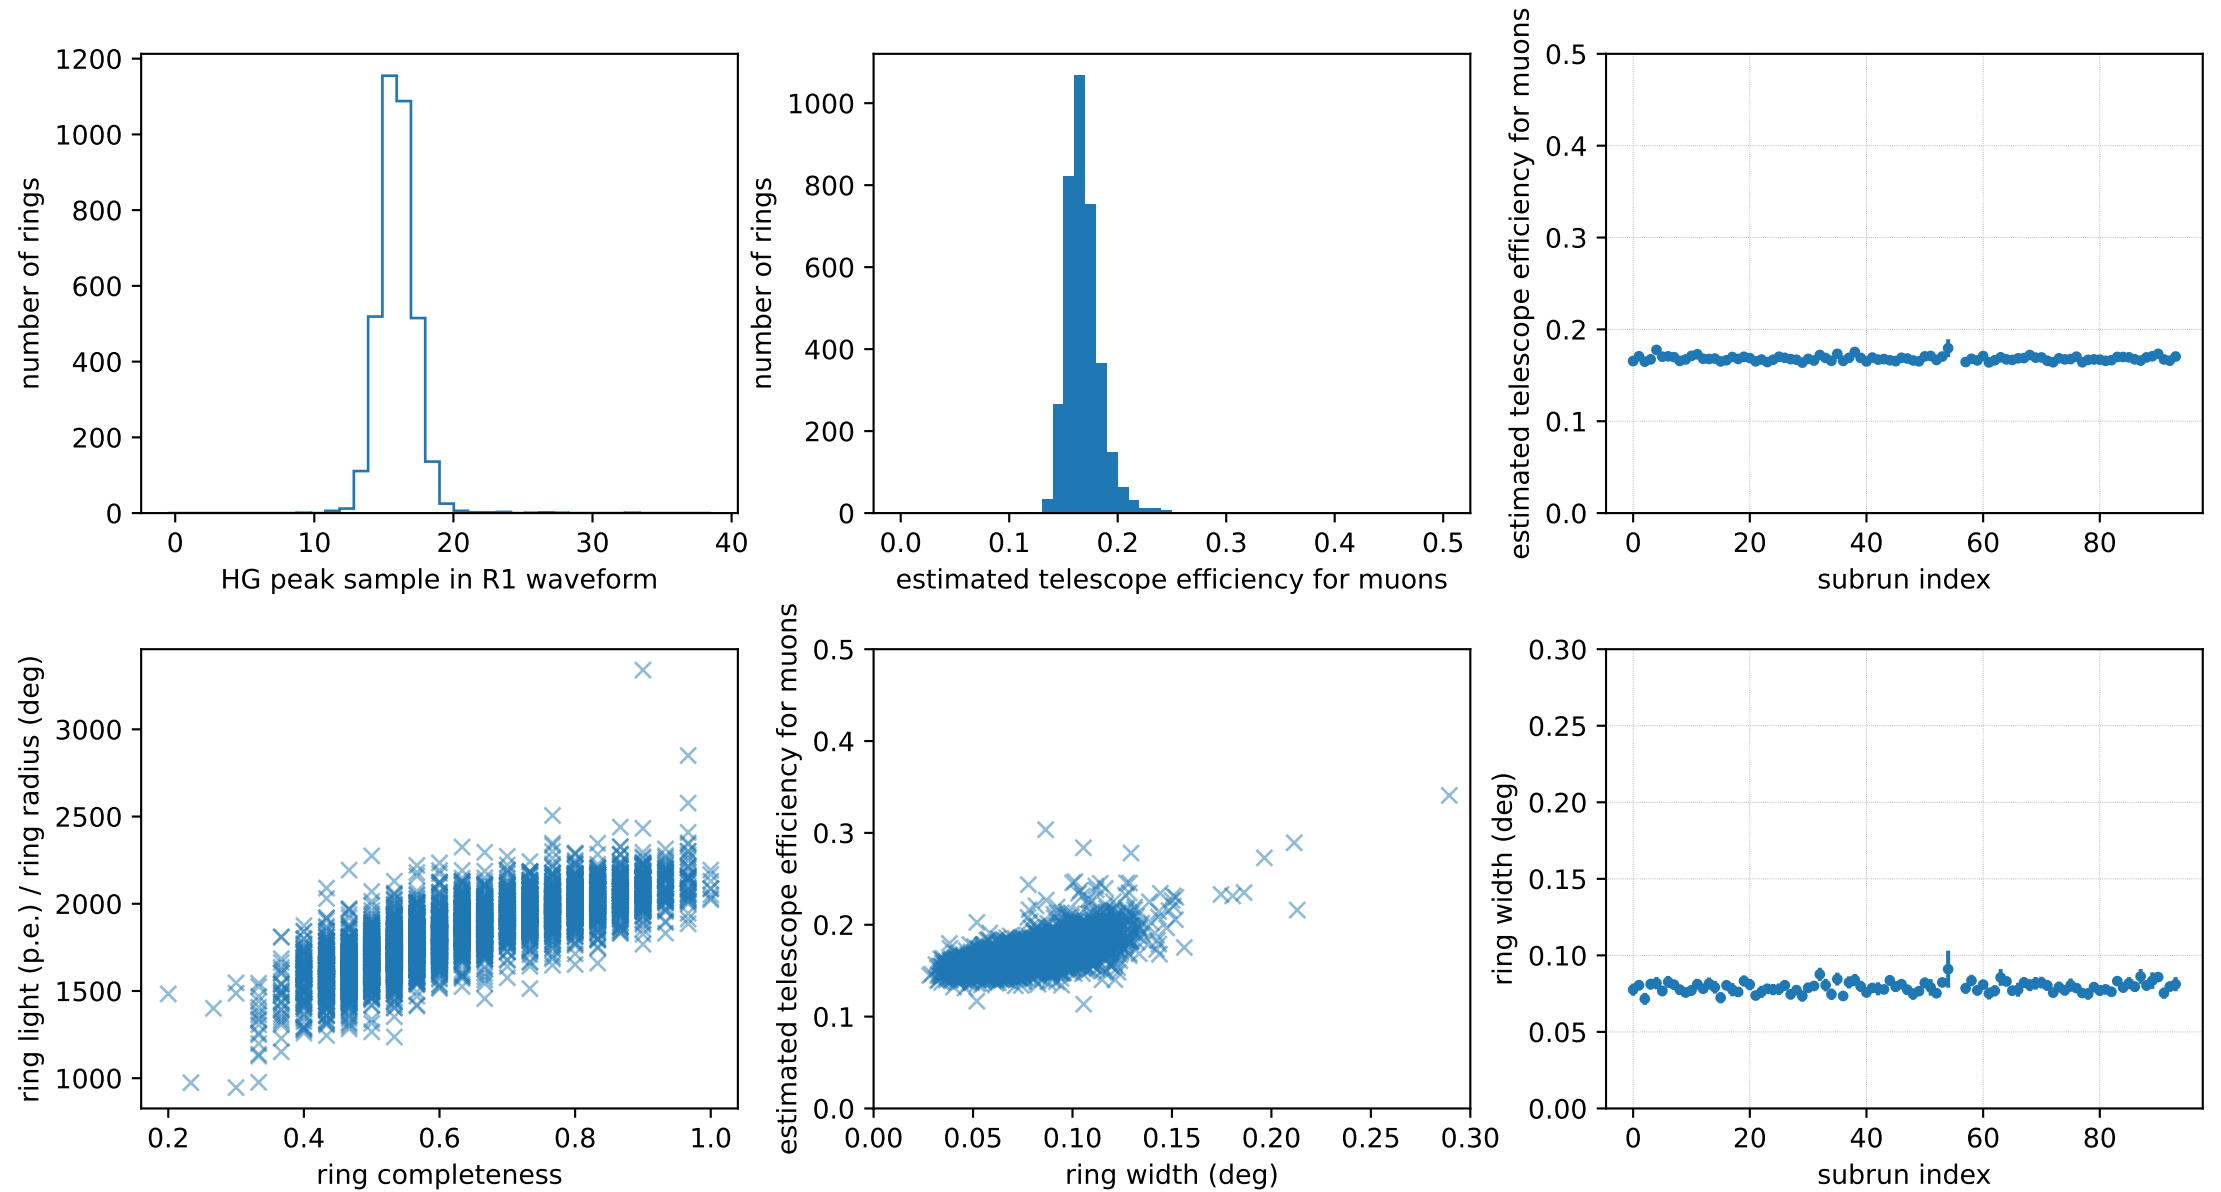 1200
1000
800
600
400
200
0
number of rings
0 10 20 30 40
HG peak sample in R1 waveform
1000
800
600
400
200
0
number of rings
0.0 0.1 0.2 0.3 0.4 0.5
estimated telescope efficiency for muons
0.5
0.4
0.3
0.2
0.1
0.0
estimated telescope efficiency for muons
0 20 40 60 80
subrun index
3000
2500
2000
1500
1000
ring light (p.e.) / ring radius (deg)
0.2 0.4 0.6 0.8 1.0
ring completeness
0.5
0.4
0.3
0.2
0.1
0.0
estimated telescope efficiency for muons
0.00 0.05 0.10 0.15 0.20 0.25 0.30
ring width (deg)
0.30
0.25
0.20
0.15
0.10
0.05
0.00
ring width (deg)
0 20 40 60 80
subrun index